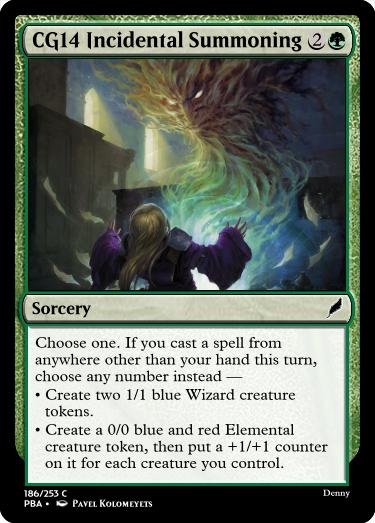 CG14 Incidental Summoning 2
Sorcery
Choose one. If you cast a spell from
anywhere other than your hand this turn,
choose any number instead —
• Create two 1/1 blue Wizard creature
tokens.
• Create a 0/0 blue and red Elemental
creature token, then put a +1/+1 counter
on it for each creature you control.
186/253 C
Denny
PBA • PAVEL KOLOMEYETS